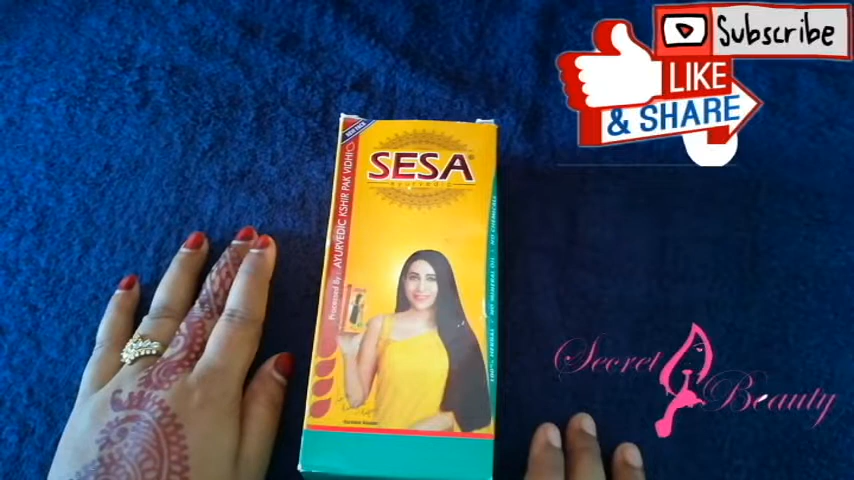 Subscribe
LIKE
& SHARE
SESA
ayurvedic
Processed By : AYURVEDIC KSHIR PAK VIDHI
100% HERBAL • NO MINERAL OIL • NO CHEMICALS
Secret
Beauty